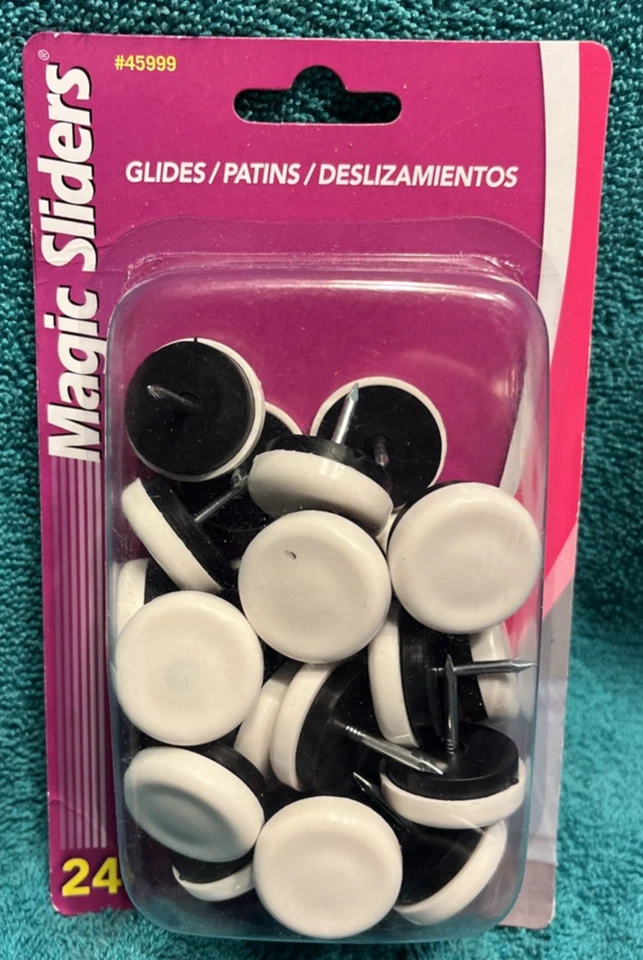 #45999
Magic Sliders®
GLIDES / PATINS / DESLIZAMIENTOS
24